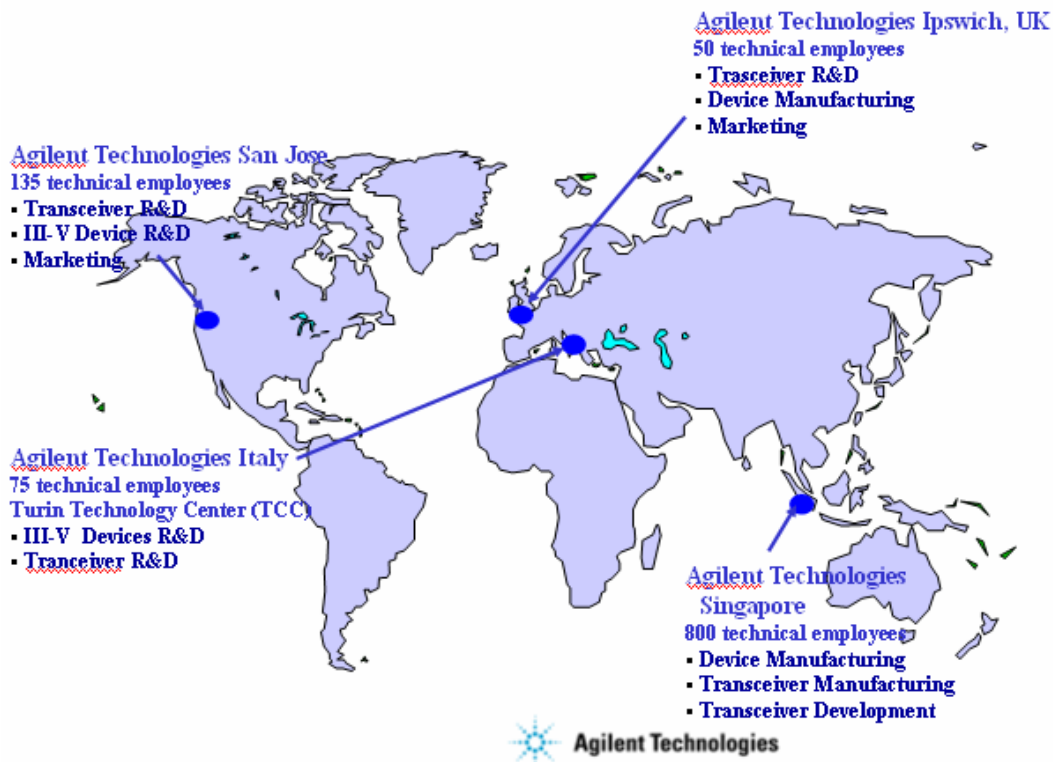 Agilent Technologies Ipswich, UK
50 technical employees
▪ Trasceiver R&D
▪ Device Manufacturing
▪ Marketing
Agilent Technologies San Jose
135 technical employees
▪ Transceiver R&D
▪ III-V Device R&D
▪ Marketing
Agilent Technologies Italy
75 technical employees
Turin Technology Center (TCC)
▪ III-V Devices R&D
▪ Tranceiver R&D
Agilent Technologies
Singapore
800 technical employees
▪ Device Manufacturing
▪ Transceiver Manufacturing
▪ Transceiver Development
Agilent Technologies